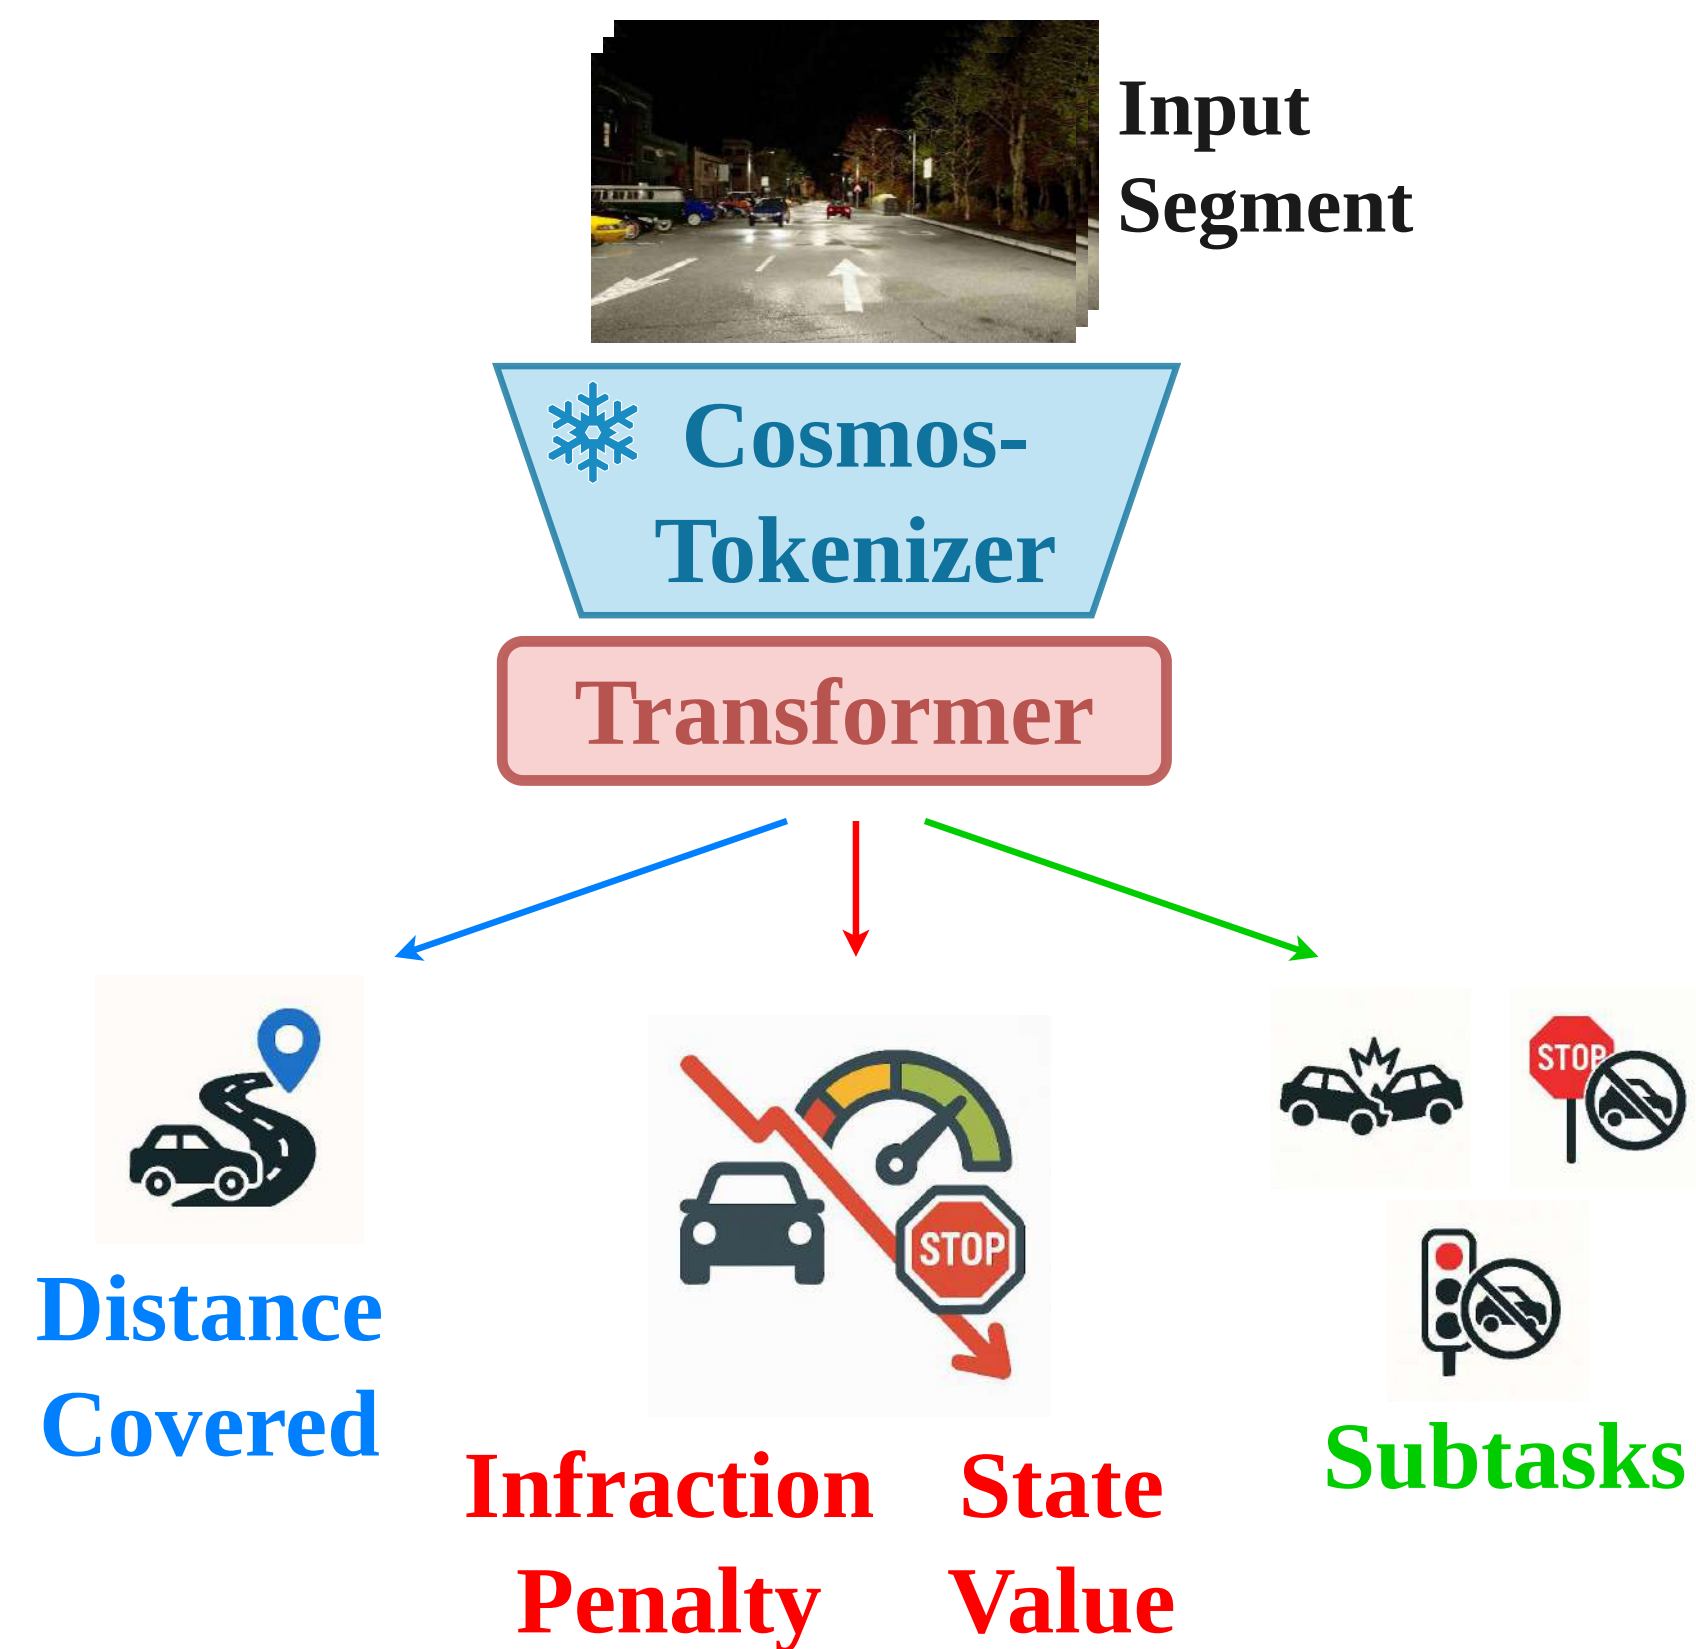 Input
Segment
Cosmos-
Tokenizer
Transformer
STOP
STOP
Distance
Covered
Subtasks
Infraction State
Penalty Value